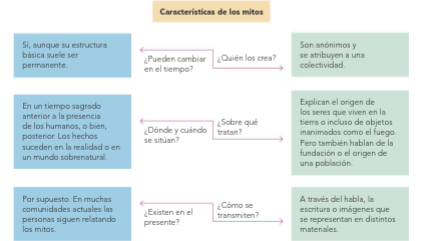 Características de los mitos
Sí, aunque su estructura
básica suele ser
permanente.
¿Pueden cambiar
en el tiempo?
¿Quién los crea?
Son anónimos y
se atribuyen a una
colectividad.
En un tiempo sagrado
anterior a la presencia
de los humanos, o bien,
posterior. Los hechos
suceden en la realidad o en
un mundo sobrenatural.
¿Dónde y cuándo
se sitúan?
¿Sobre qué
tratan?
Explican el origen de
los seres que viven en la
tierra o incluso de objetos
inanimados como el fuego.
Pero también hablan de la
fundación o el origen de
una población.
Por supuesto. En muchas
comunidades actuales las
personas siguen relatando
los mitos.
¿Existen en el
presente?
¿Cómo se
transmiten?
A través del habla, la
escritura o imágenes que
se representan en distintos
materiales.